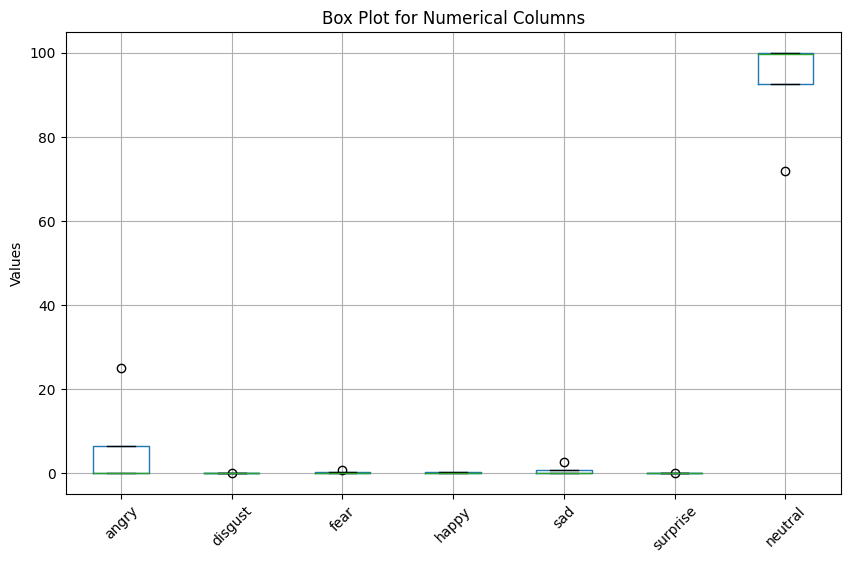 Box Plot for Numerical Columns
100
80
60
40
20
0
Values
angry
disgust
fear
happy
sad
surprise
neutral